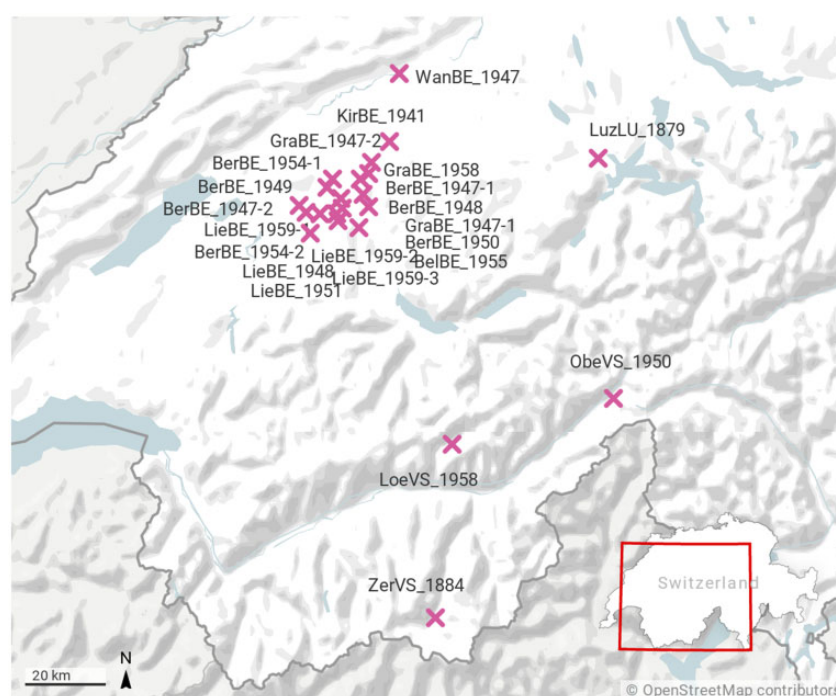 WanBE_1947
KirBE_1941
LuzLU_1879
GraBE_1947-2
BerBE_1954-1
GraBE_1958
BerBE_1949
BerBE_1947-1
BerBE_1947-2
BerBE_1948
LieBE_1959-1
GraBE_1947-1
BerBE_1954-2
LieBE_1959-2
BerBE_1950
LieBE_1948
BelBE_1955
LieBE_1951
LieBE_1959-3
ObeVS_1950
LoeVS_1958
ZerVS_1884
Switzerland
20 km
N
© OpenStreetMap contributors